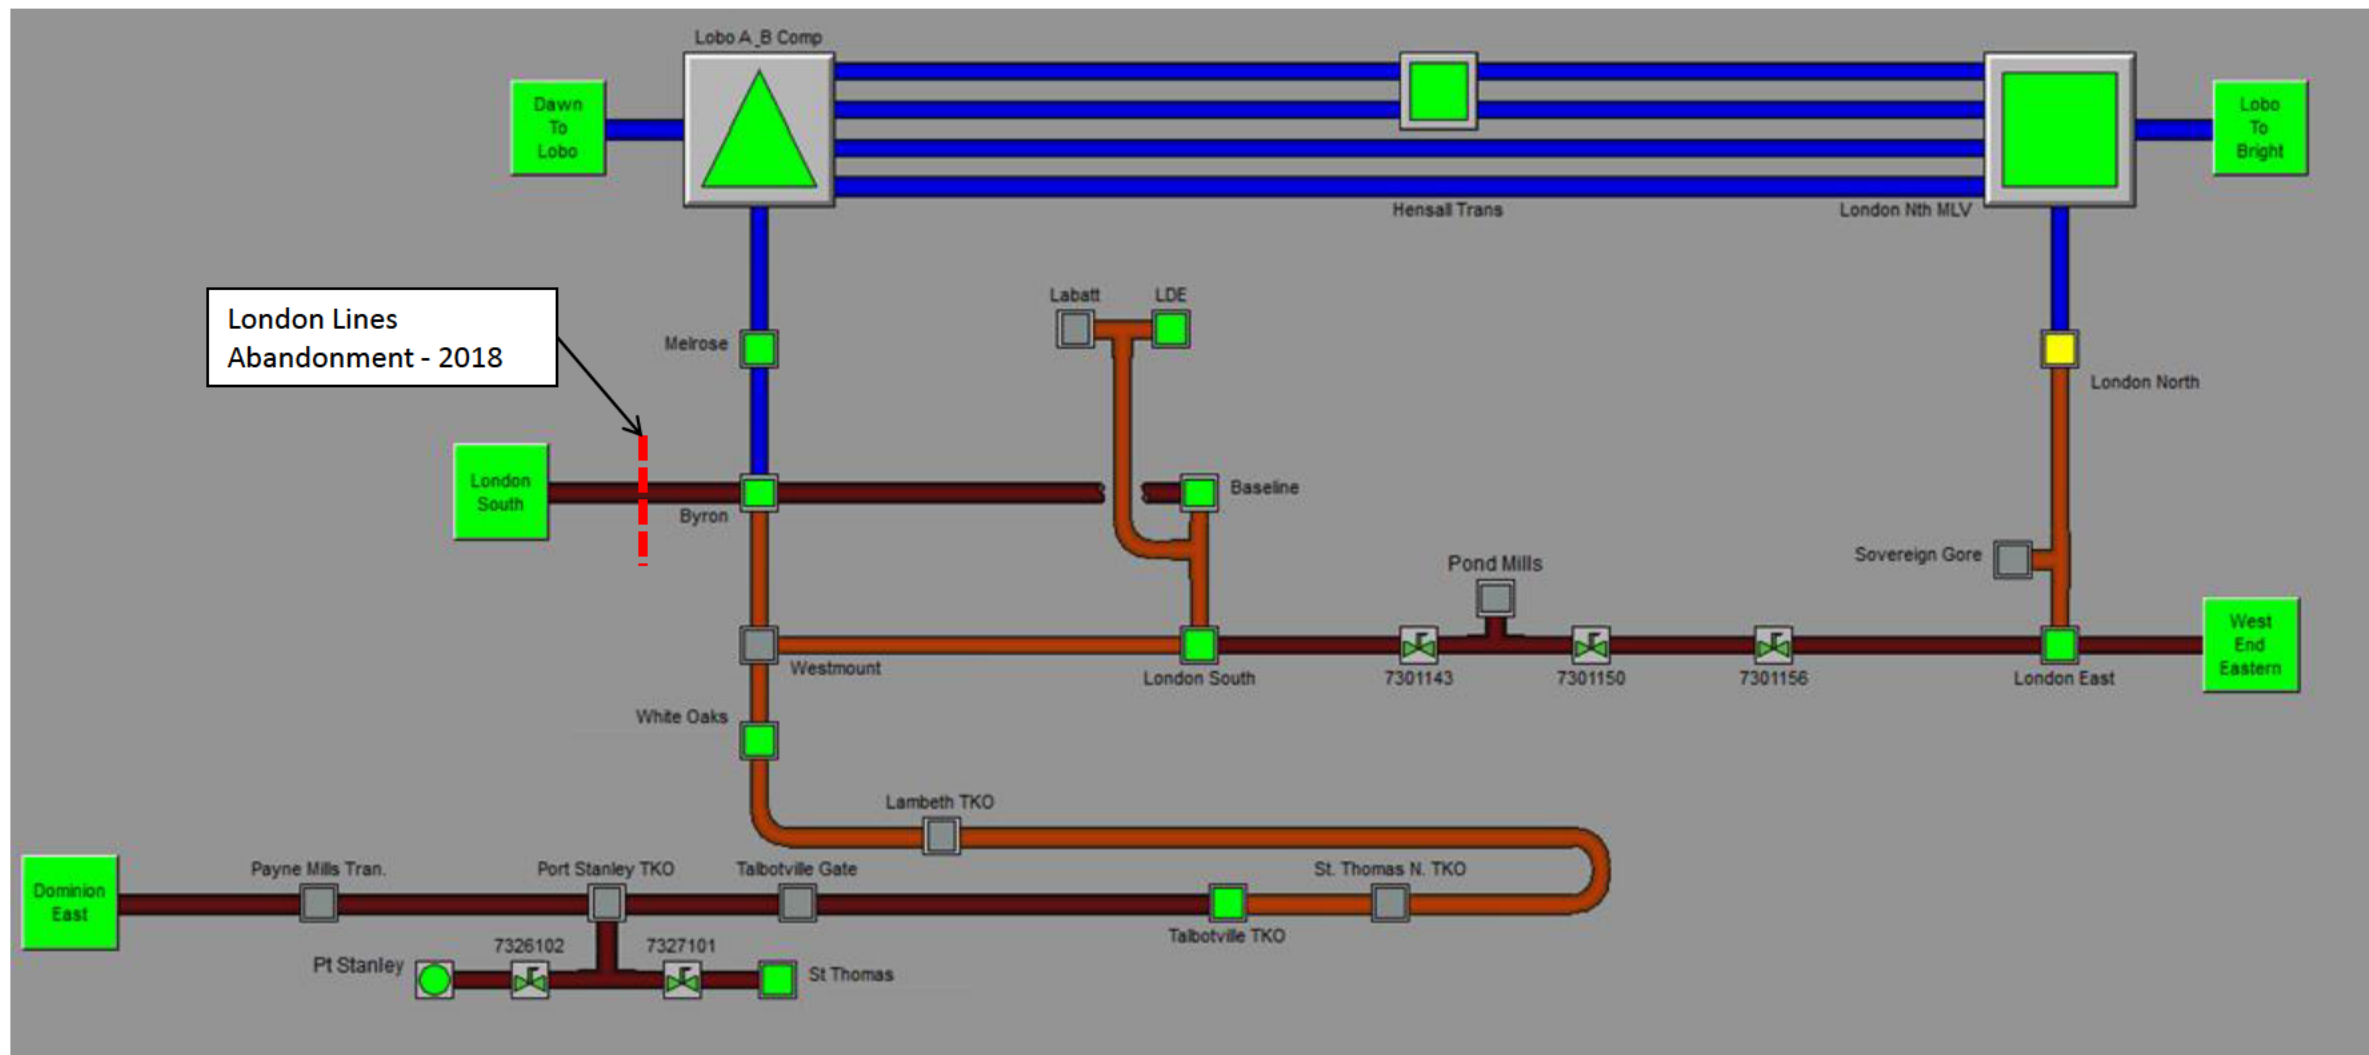 Lobo A_B Comp
Dawn
To
Lobo
Lobo
To
Bright
Hensall Trans
London Nth MLV
London Lines
Abandonment - 2018
Labatt
LDE
Melrose
London North
London
South
Byron
Baseline
Sovereign Gore
Pond Mills
Westmount
London South
7301143
7301150
7301156
London East
West
End
Eastern
White Oaks
Lambeth TKO
Dominion
East
Payne Mills Tran.
Port Stanley TKO
Talbotville Gate
St. Thomas N. TKO
Talbotville TKO
7326102
7327101
Pt Stanley
St Thomas